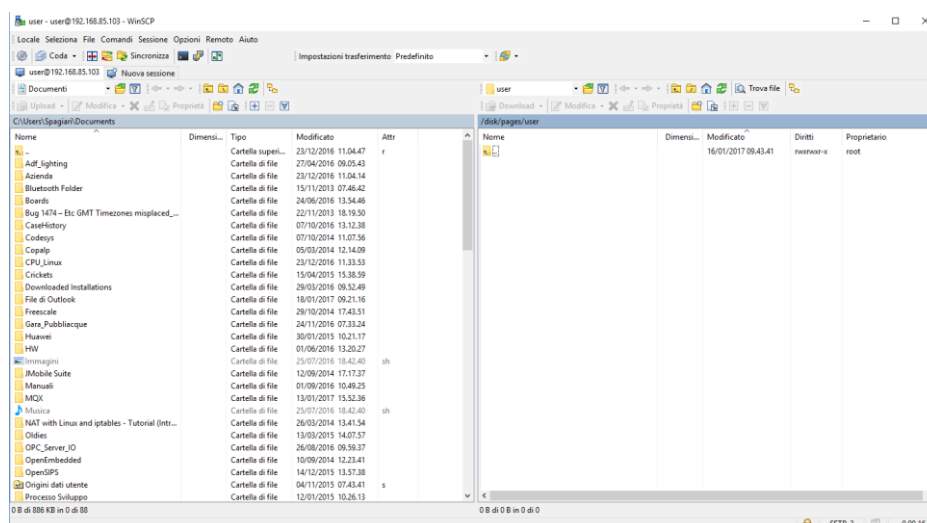 user - user@192.168.85.103 - WinSCP
Locale Seleziona File Comandi Sessione Opzioni Remoto Aiuto
Coda Sincronizza Impostazioni trasferimento Predefinito
user@192.168.85.103 Nuova sessione
Documenti user Trova file
Upload Modifica Proprietà Download Modifica Proprietà
C:\Users\Spagiari\Documents /disk/pages/user
Nome Dimensi... Tipo Modificato Attr Nome Dimensi... Modificato Diritti Proprietario
.. Cartella superi... 23/12/2016 11.04.47 r .. 16/01/2017 09.43.41 rwxrwxr-x root
Adf_lighting Cartella di file 27/04/2016 09.05.43
Azienda Cartella di file 23/12/2016 11.04.14
Bluetooth Folder Cartella di file 15/11/2013 07.46.42
Boards Cartella di file 24/06/2016 13.54.46
Bug 1474 – Etc GMT Timezones misplaced_... Cartella di file 22/11/2013 18.19.50
CaseHistory Cartella di file 07/10/2016 13.12.38
Codesys Cartella di file 07/10/2014 11.07.56
Copalp Cartella di file 05/03/2014 12.14.09
CPU_Linux Cartella di file 23/12/2016 11.33.53
Crickets Cartella di file 15/04/2015 15.38.59
Downloaded Installations Cartella di file 29/03/2016 09.52.49
File di Outlook Cartella di file 18/01/2017 09.21.16
Freescale Cartella di file 29/10/2014 17.43.51
Gara_Pubbliacque Cartella di file 24/11/2016 07.33.24
Huawei Cartella di file 30/01/2015 10.21.17
HW Cartella di file 01/06/2016 13.20.27
Immagini Cartella di file 25/07/2016 18.42.40 sh
JMobile Suite Cartella di file 12/09/2014 17.17.37
Manuali Cartella di file 01/09/2016 10.49.25
MQX Cartella di file 13/01/2017 15.52.36
Musica Cartella di file 25/07/2016 18.42.40 sh
NAT with Linux and iptables - Tutorial (Intr... Cartella di file 26/03/2014 13.41.54
Oldies Cartella di file 13/03/2015 14.07.57
OPC_Server_IO Cartella di file 26/08/2016 09.59.37
OpenEmbedded Cartella di file 10/09/2014 12.23.41
OpenSIPS Cartella di file 14/12/2015 13.57.38
Origini dati utente Cartella di file 04/11/2015 07.43.41 s
Processo Sviluppo Cartella di file 12/01/2015 10.26.13
0 B di 886 KB in 0 di 88 0 B di 0 B in 0 di 0